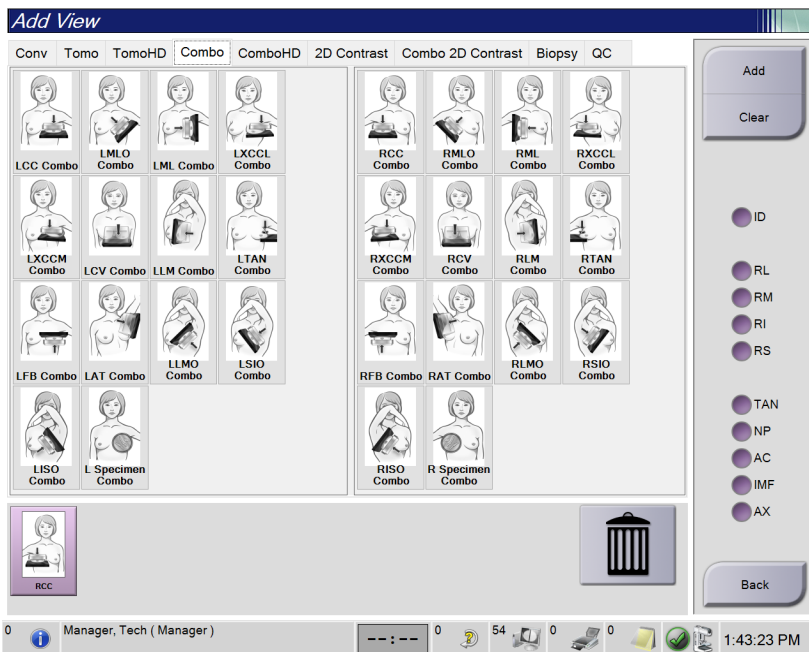 Add View
Conv Tomo TomoHD Combo ComboHD 2D Contrast Combo 2D Contrast Biopsy QC
LCC Combo
LMLO
Combo
LML Combo
LXCCL
Combo
RCC
Combo
RMLO
Combo
RML
Combo
RXCCL
Combo
LXCCM
Combo
LCV Combo
LLM Combo
LTAN
Combo
RXCCM
Combo
RCV
Combo
RLM
Combo
RTAN
Combo
LFB Combo
LAT Combo
LLMO
Combo
LSIO
Combo
RFB Combo
RAT Combo
RLMO
Combo
RSIO
Combo
LISO
Combo
L Specimen
Combo
RISO
Combo
R Specimen
Combo
RCC
Add
Clear
ID
RL
RM
RI
RS
TAN
NP
AC
IMF
AX
Back
0 Manager, Tech ( Manager ) --:-- 0 54 0 0 1:43:23 PM